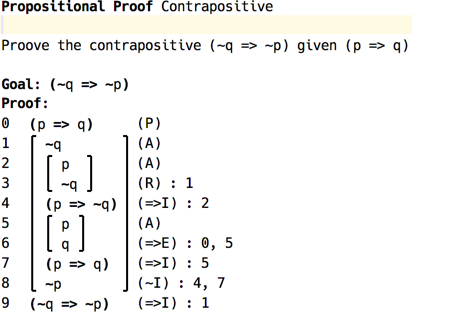 Propositional Proof Contrapositive
Proove the contrapositive (~q => ~p) given (p => q)
Goal: (~q => ~p)
Proof:
0 (p => q) (P)
1 ~q (A)
2 p (A)
3 ~q (R) : 1
4 (p => ~q) (=>I) : 2
5 p (A)
6 q (=>E) : 0, 5
7 (p => q) (=>I) : 5
8 ~p (~I) : 4, 7
9 (~q => ~p) (=>I) : 1